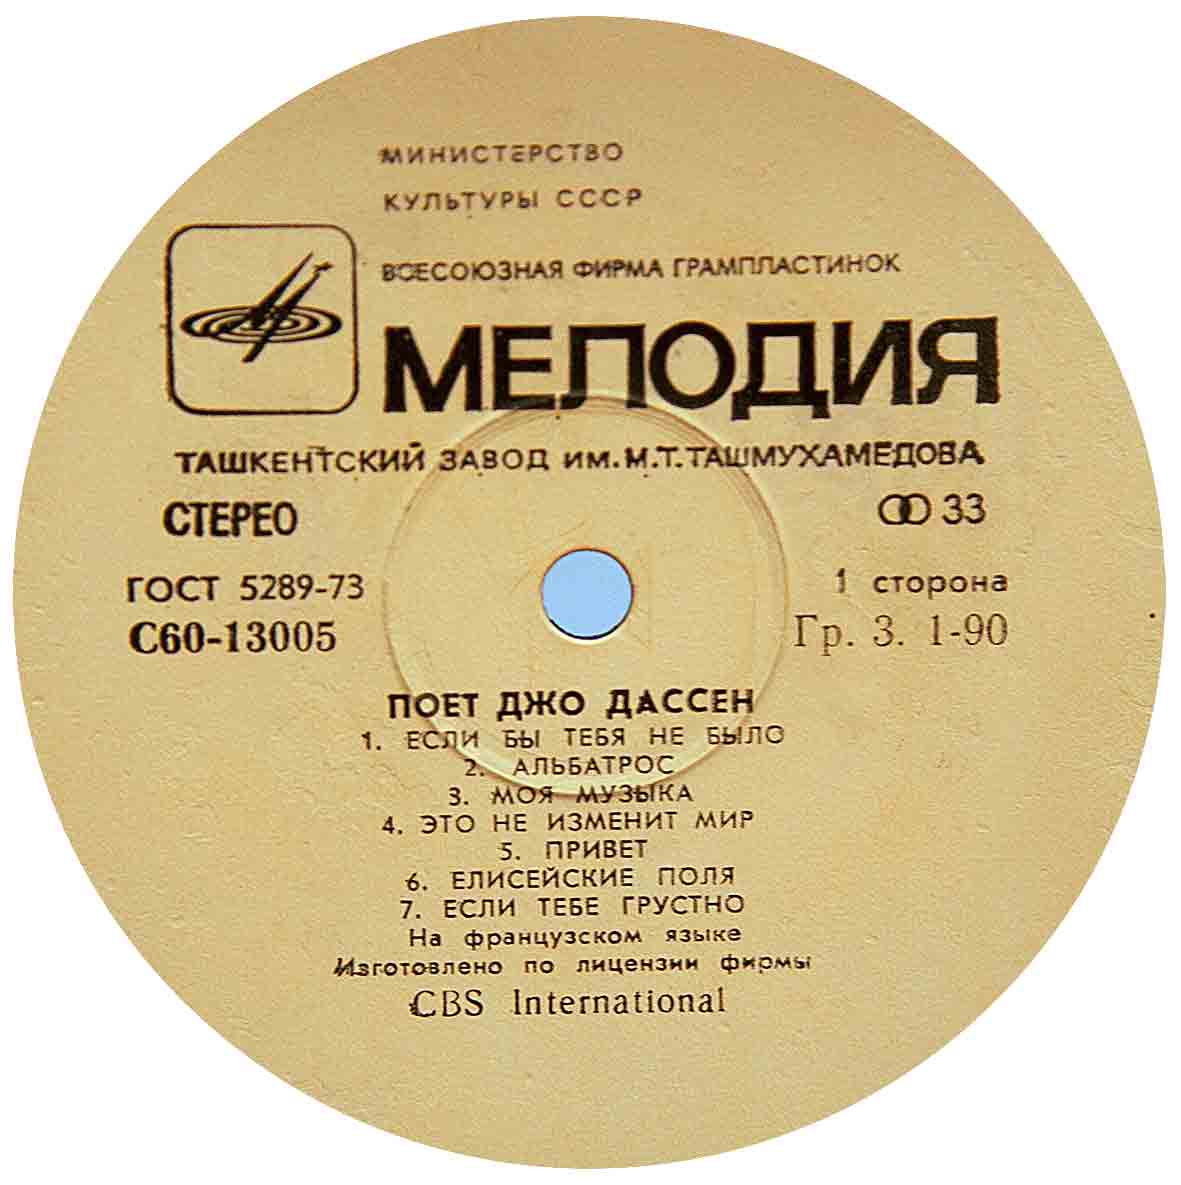 МИНИСТЕРСТВО
КУЛЬТУРЫ СССР
ВСЕСОЮЗНАЯ ФИРМА ГРАМПЛАСТИНОК
МЕЛОДИЯ
ТАШКЕНТСКИЙ ЗАВОД ИМ. М.Т. ТАШМУХАМЕДОВА
СТЕРЕО
33
ГОСТ 5289-73
1 сторона
С60-13005
Гр. 3. 1-90
ПОЕТ ДЖО ДАССЕН
1. ЕСЛИ БЫ ТЕБЯ НЕ БЫЛО
2. АЛЬБАТРОС
3. МОЯ МУЗЫКА
4. ЭТО НЕ ИЗМЕНИТ МИР
5. ПРИВЕТ
6. ЕЛИСЕЙСКИЕ ПОЛЯ
7. ЕСЛИ ТЕБЕ ГРУСТНО
На французском языке
Изготовлено по лицензии фирмы
CBS International